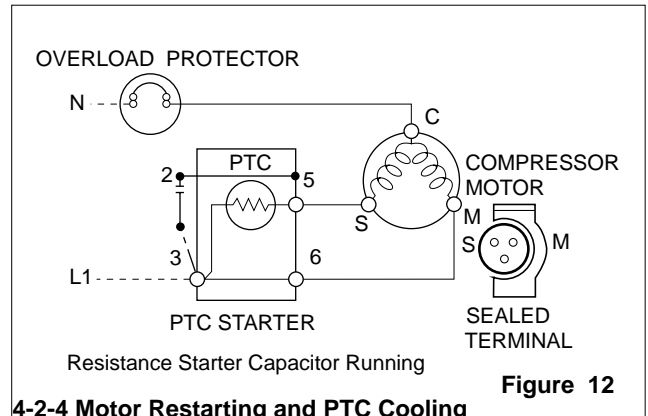 OVERLOAD PROTECTOR
N
C
PTC
2
5
COMPRESSOR
MOTOR
S
M
S
M
3
6
L1
PTC STARTER
SEALED
TERMINAL
Resistance Starter Capacitor Running
Figure 12
4-2-4 Motor Restarting and PTC Cooling